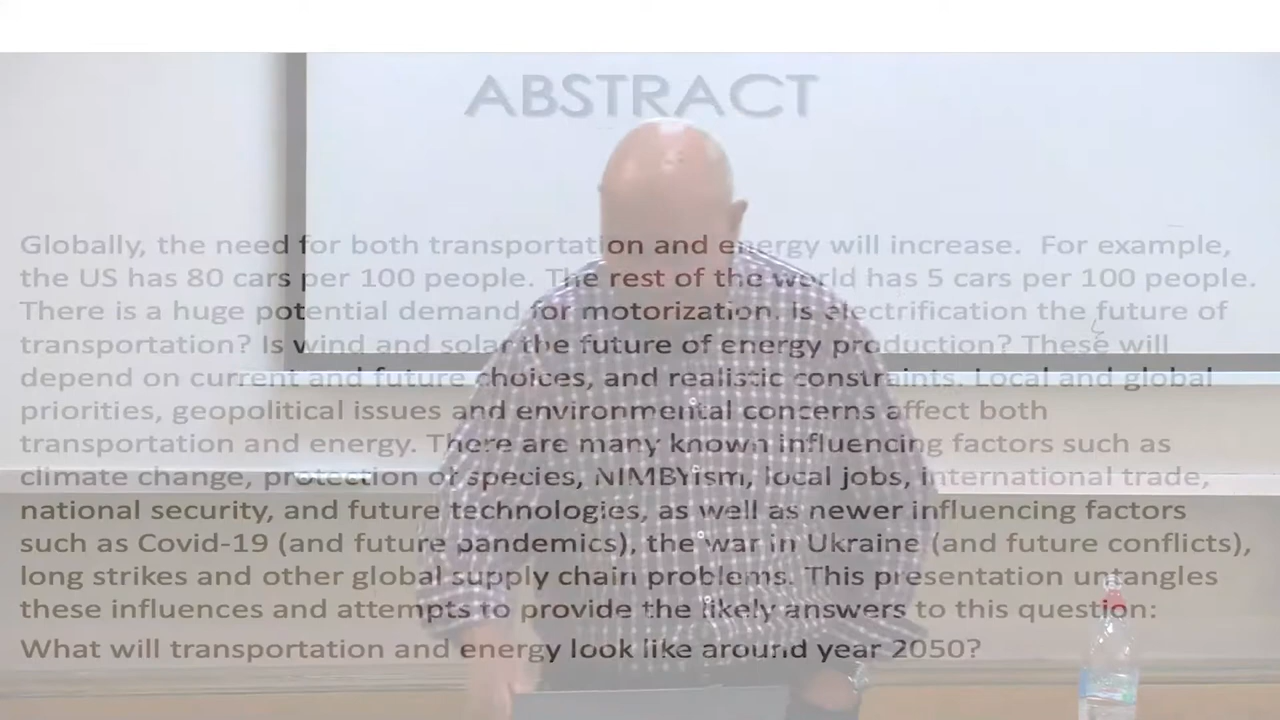 ABSTRACT
Globally, the need for both transportation and energy will increase. For example,
the US has 80 cars per 100 people. The rest of the world has 5 cars per 100 people.
There is a huge potential demand for motorization. Is electrification the future of
transportation? Is wind and solar the future of energy production? These will
depend on current and future choices, and realistic constraints. Local and global
priorities, geopolitical issues and environmental concerns affect both
transportation and energy. There are many known influencing factors such as
climate change, protection of species, NIMBYism, local jobs, international trade,
national security, and future technologies, as well as newer influencing factors
such as Covid-19 (and future pandemics), the war in Ukraine (and future conflicts),
long strikes and other global supply chain problems. This presentation untangles
these influences and attempts to provide the likely answers to this question:
What will transportation and energy look like around year 2050?